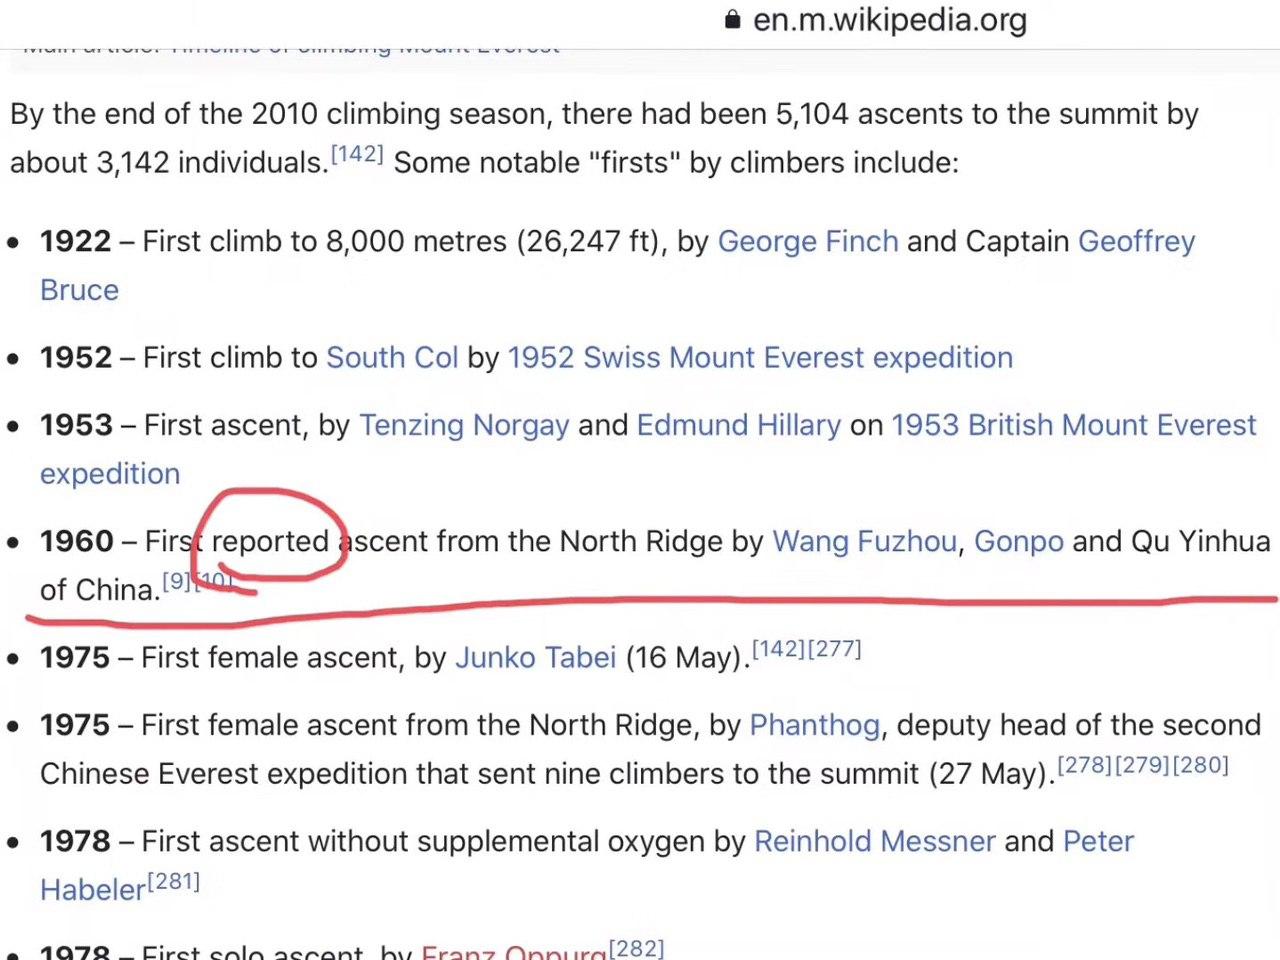 en.m.wikipedia.org
Main article: Timeline of climbing Mount Everest
By the end of the 2010 climbing season, there had been 5,104 ascents to the summit by
about 3,142 individuals.[142] Some notable "firsts" by climbers include:
• 1922 – First climb to 8,000 metres (26,247 ft), by George Finch and Captain Geoffrey
Bruce
• 1952 – First climb to South Col by 1952 Swiss Mount Everest expedition
• 1953 – First ascent, by Tenzing Norgay and Edmund Hillary on 1953 British Mount Everest
expedition
• 1960 – First reported ascent from the North Ridge by Wang Fuzhou, Gonpo and Qu Yinhua
of China.[9][10]
• 1975 – First female ascent, by Junko Tabei (16 May).[142][277]
• 1975 – First female ascent from the North Ridge, by Phanthog, deputy head of the second
Chinese Everest expedition that sent nine climbers to the summit (27 May).[278][279][280]
• 1978 – First ascent without supplemental oxygen by Reinhold Messner and Peter
Habeler[281]
• 1978 – First solo ascent, by Franz Oppurg[282]